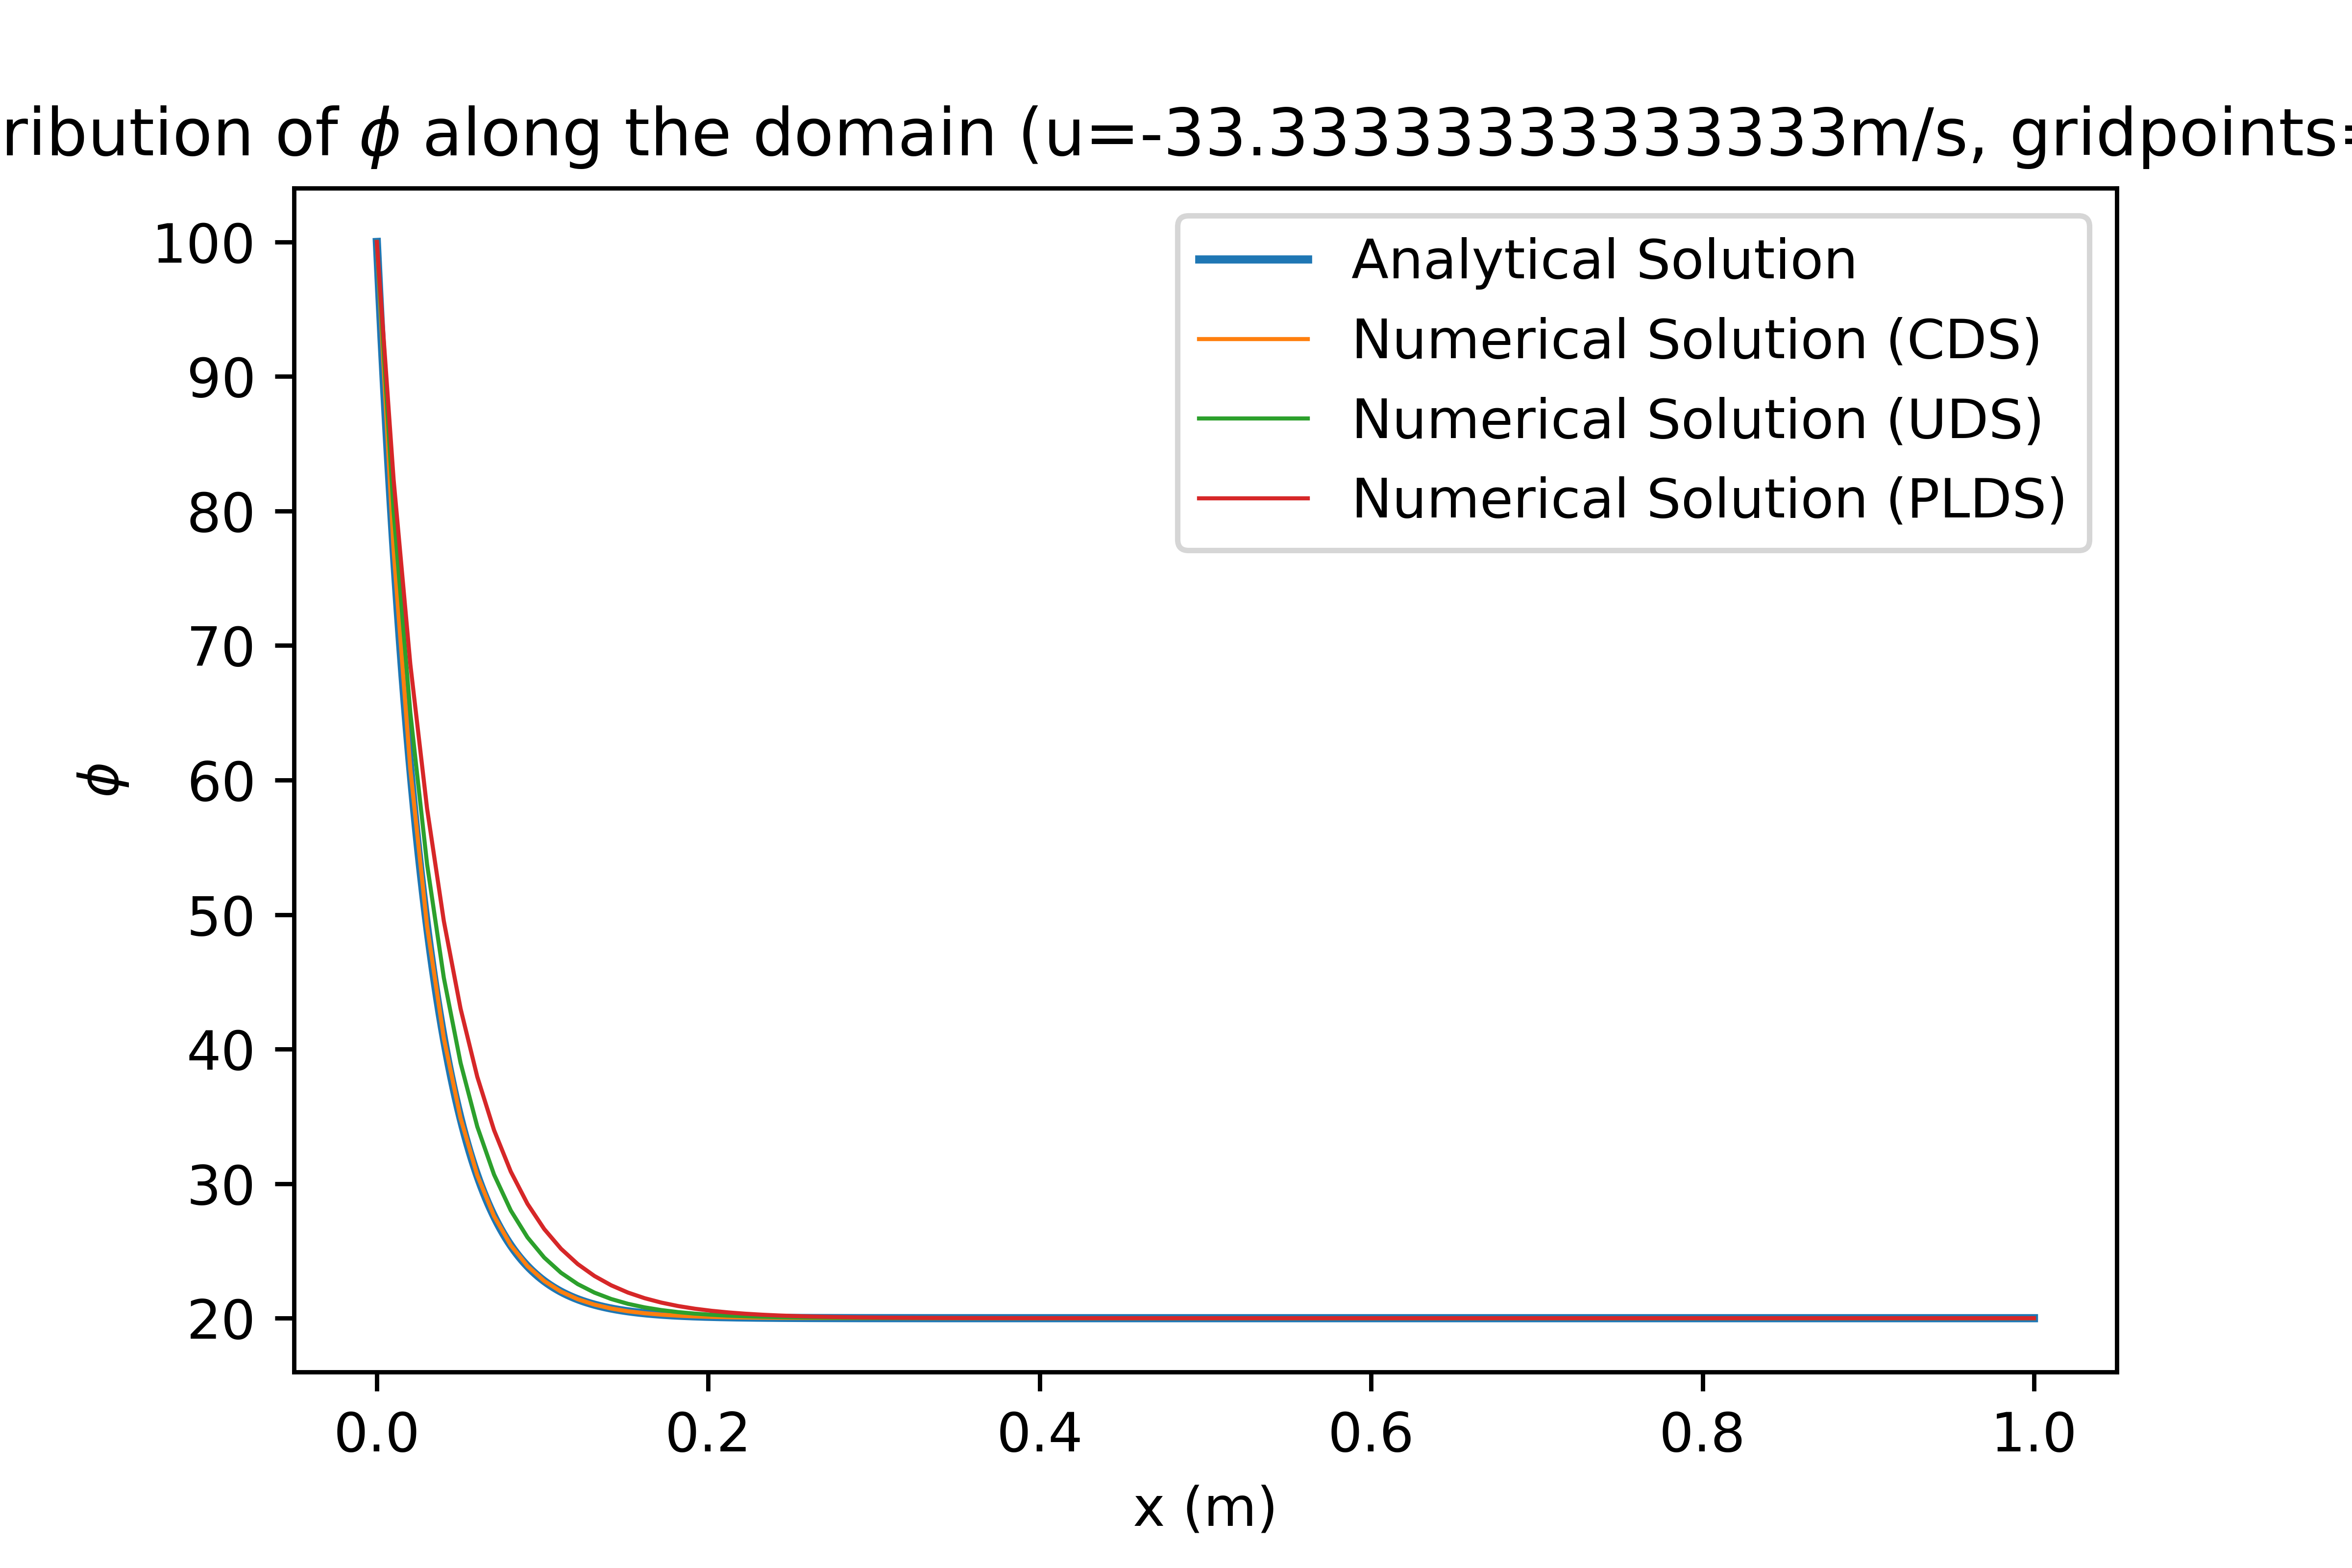 ribution of ϕ along the domain (u=-33.333333333333336m/s, gridpoints=
Analytical Solution
Numerical Solution (CDS)
Numerical Solution (UDS)
Numerical Solution (PLDS)
100
90
80
70
60
50
40
30
20
ϕ
0.0 0.2 0.4 0.6 0.8 1.0
x (m)